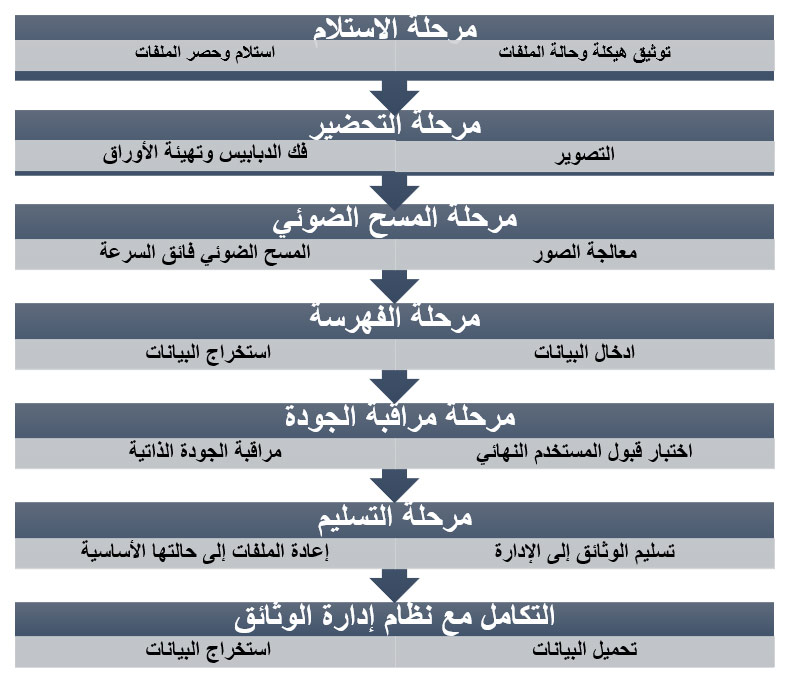 مرحلة الاستلام
توثيق هيكلة وحالة الملفات
استلام وحصر الملفات
مرحلة التحضير
التصوير
فك الدبابيس وتهيئة الأوراق
مرحلة المسح الضوئي
معالجة الصور
المسح الضوئي فائق السرعة
مرحلة الفهرسة
ادخال البيانات
استخراج البيانات
مرحلة مراقبة الجودة
اختبار قبول المستخدم النهائي
مراقبة الجودة الذاتية
مرحلة التسليم
تسليم الوثائق إلى الإدارة
إعادة الملفات إلى حالتها الأساسية
التكامل مع نظام إدارة الوثائق
تحميل البيانات
استخراج البيانات